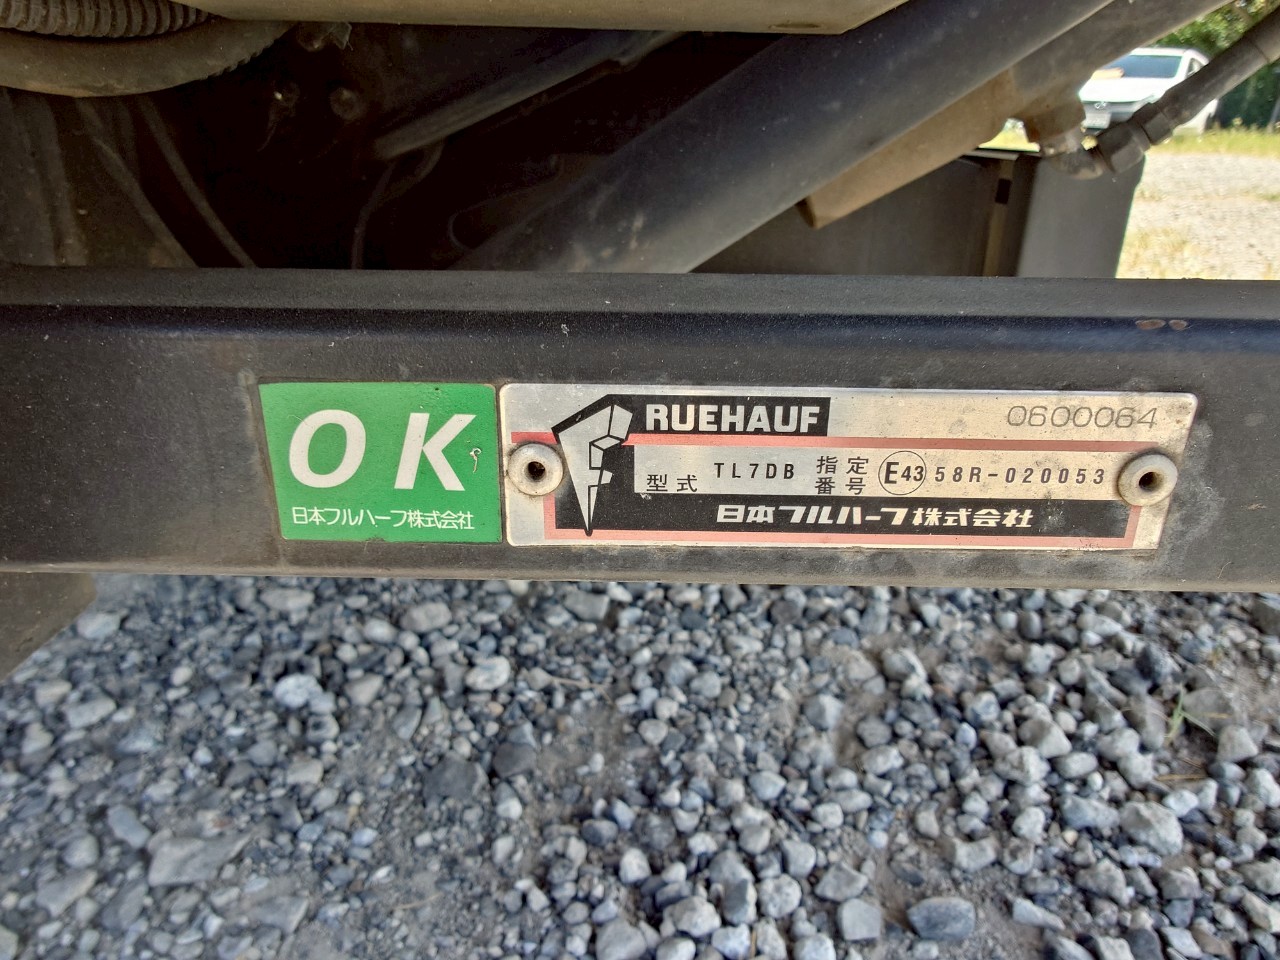 OK
日本フルハーフ株式会社
RUEHAUF
0600064
型式 TL7DB 指定番号 E43 58R-020053
日本フルハーフ株式会社